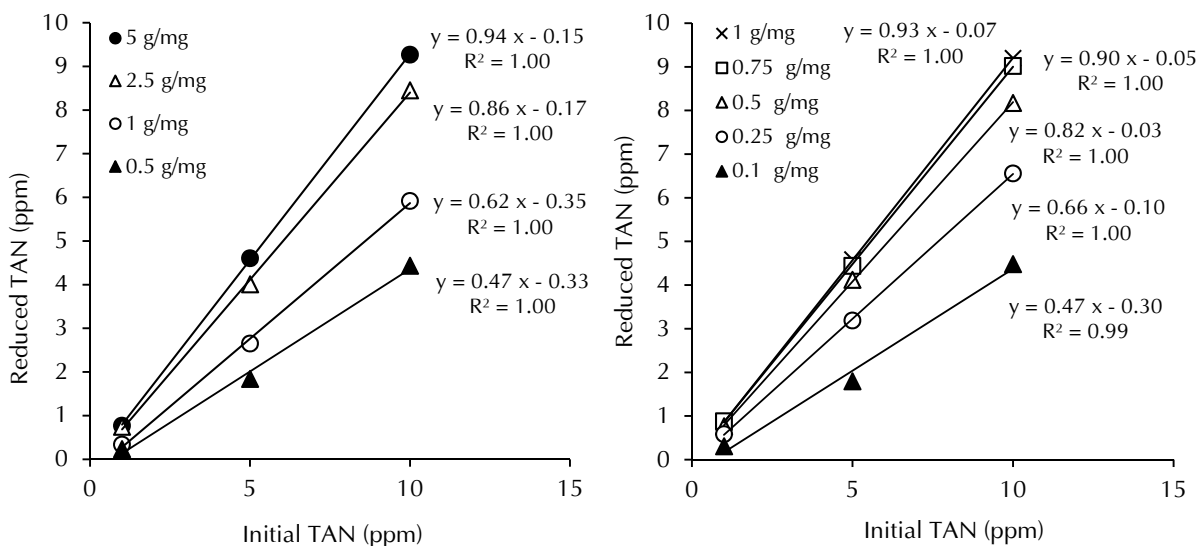 10
9
8
7
6
5
4
3
2
1
0
Reduced TAN (ppm)
5 g/mg
2.5 g/mg
1 g/mg
0.5 g/mg
y = 0.94 x - 0.15
R² = 1.00
y = 0.86 x - 0.17
R² = 1.00
y = 0.62 x - 0.35
R² = 1.00
y = 0.47 x - 0.33
R² = 1.00
0 5 10 15
Initial TAN (ppm)
10
9
8
7
6
5
4
3
2
1
0
Reduced TAN (ppm)
1 g/mg
0.75 g/mg
0.5 g/mg
0.25 g/mg
0.1 g/mg
y = 0.93 x - 0.07
R² = 1.00
y = 0.90 x - 0.05
R² = 1.00
y = 0.82 x - 0.03
R² = 1.00
y = 0.66 x - 0.10
R² = 1.00
y = 0.47 x - 0.30
R² = 0.99
0 5 10 15
Initial TAN (ppm)